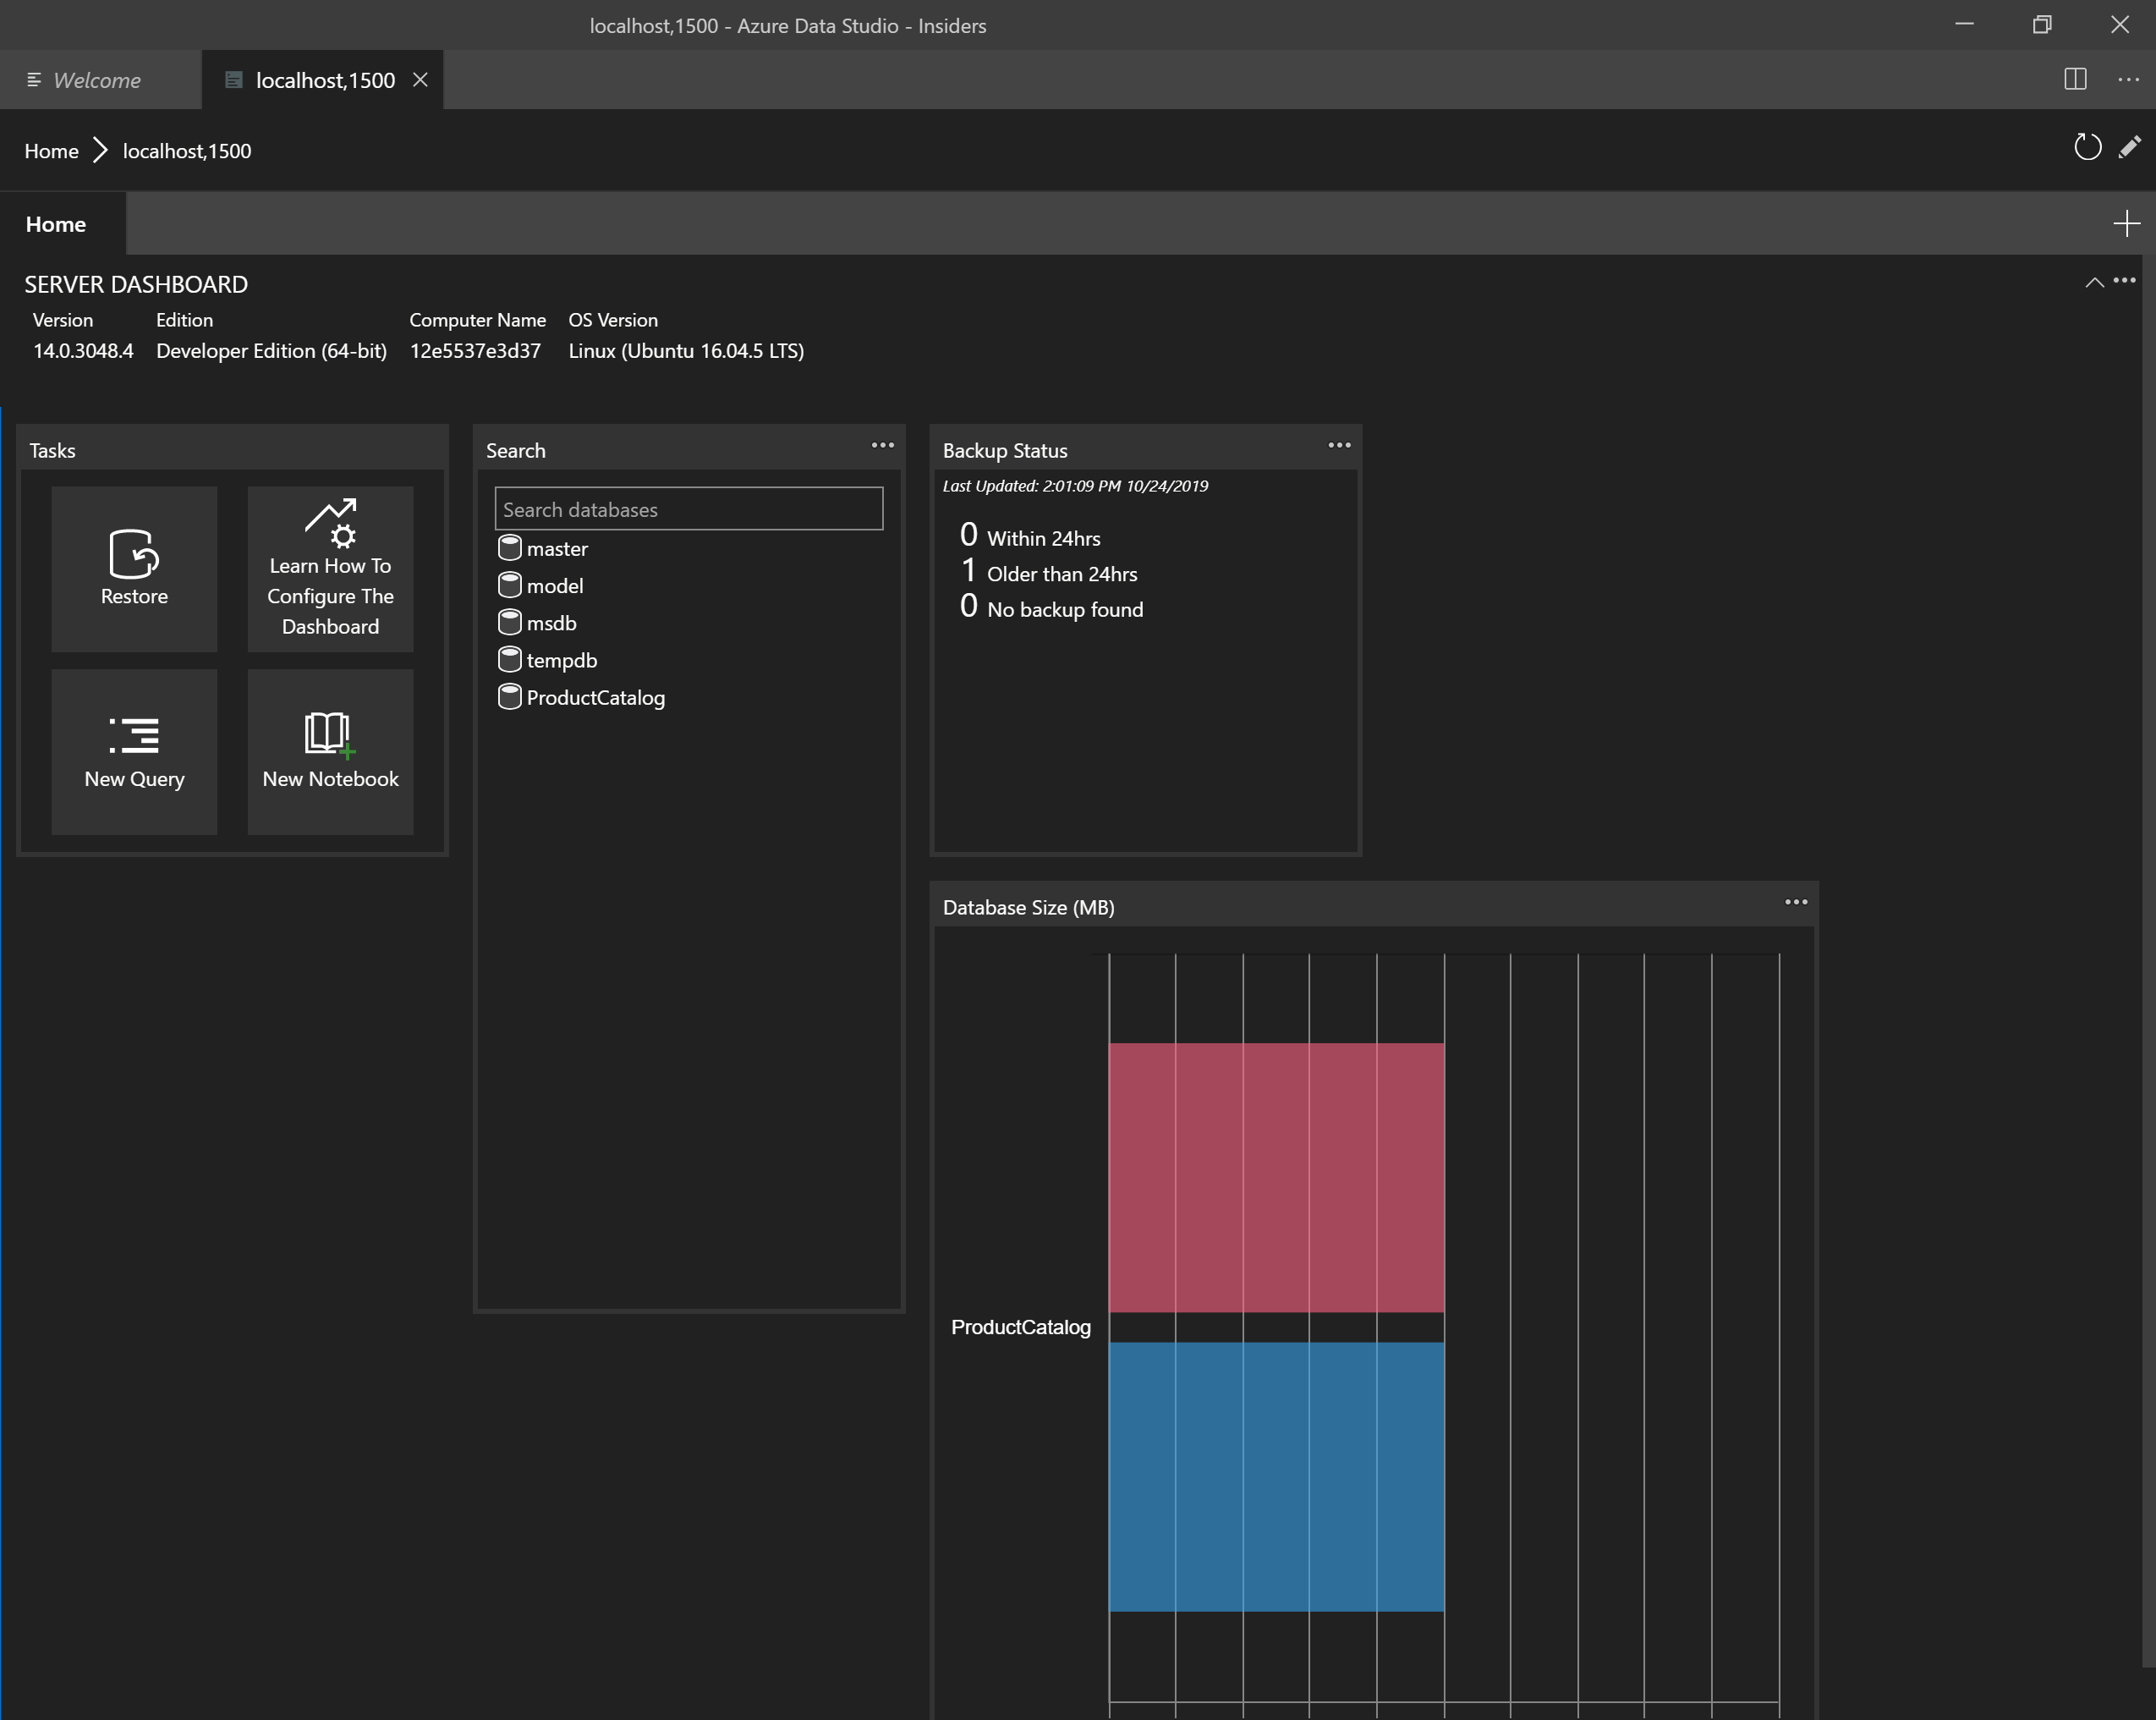 localhost,1500 - Azure Data Studio - Insiders
Welcome
localhost,1500
Home
localhost,1500
Home
SERVER DASHBOARD
Version Edition Computer Name OS Version
14.0.3048.4 Developer Edition (64-bit) 12e5537e3d37 Linux (Ubuntu 16.04.5 LTS)
Tasks
Restore
Learn How To
Configure The
Dashboard
New Query
New Notebook
Search
Search databases
master
model
msdb
tempdb
ProductCatalog
Backup Status
Last Updated: 2:01:09 PM 10/24/2019
0 Within 24hrs
1 Older than 24hrs
0 No backup found
Database Size (MB)
ProductCatalog